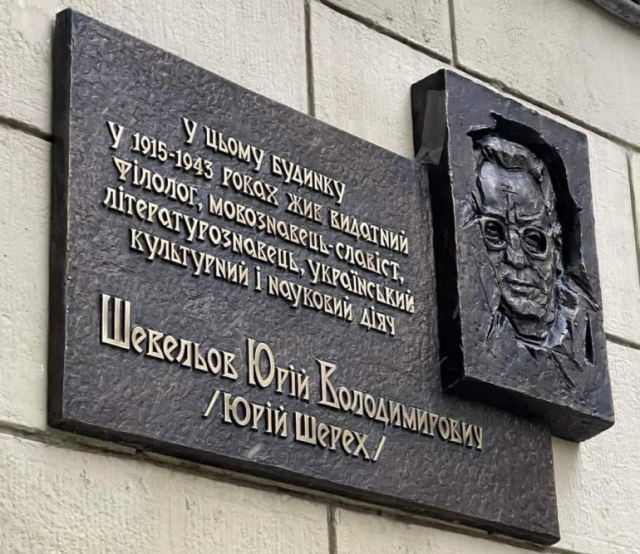 У цьому будинку
у 1915-1943 роках жив видатний
філолог, мовознавець-славіст,
літературознавець, український
культурний і науковий діяч
Шевельов Юрій Володимирович
/Юрій Шерех/